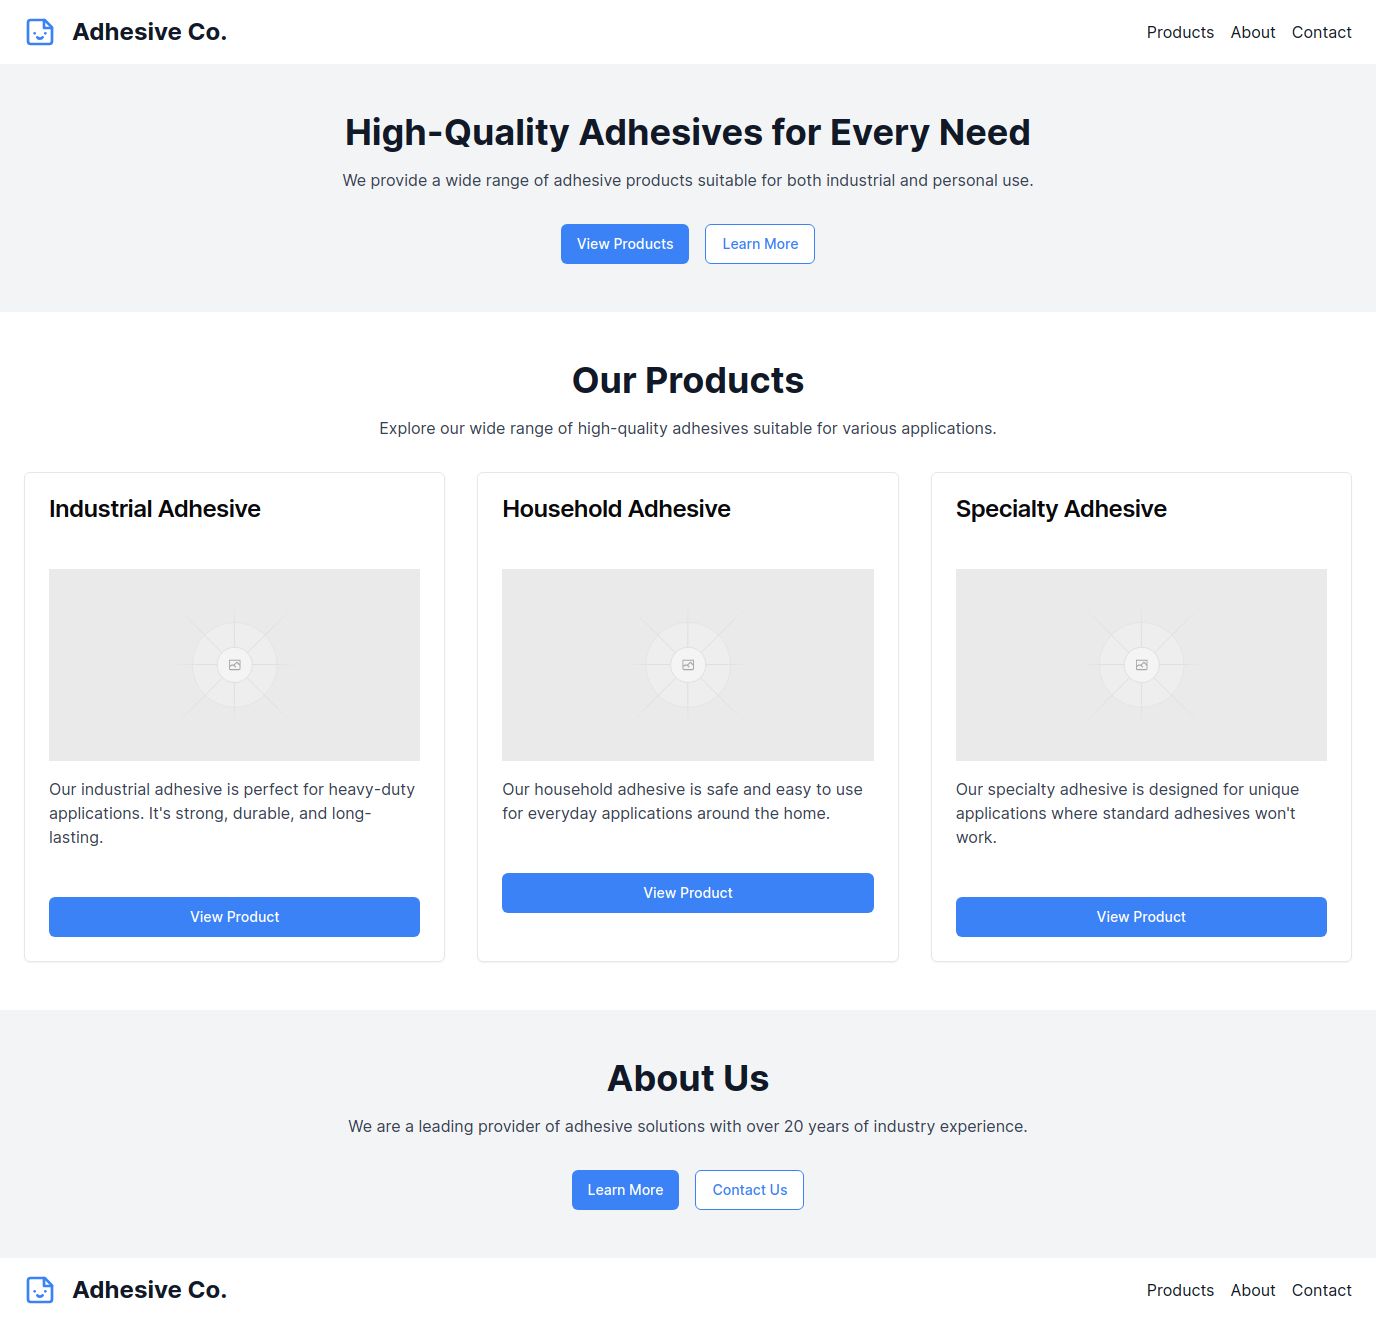 Adhesive Co.
Products About Contact
High-Quality Adhesives for Every Need
We provide a wide range of adhesive products suitable for both industrial and personal use.
View Products
Learn More
Our Products
Explore our wide range of high-quality adhesives suitable for various applications.
Industrial Adhesive
Our industrial adhesive is perfect for heavy-duty
applications. It's strong, durable, and long-
lasting.
View Product
Household Adhesive
Our household adhesive is safe and easy to use
for everyday applications around the home.
View Product
Specialty Adhesive
Our specialty adhesive is designed for unique
applications where standard adhesives won't
work.
View Product
About Us
We are a leading provider of adhesive solutions with over 20 years of industry experience.
Learn More
Contact Us
Adhesive Co.
Products About Contact